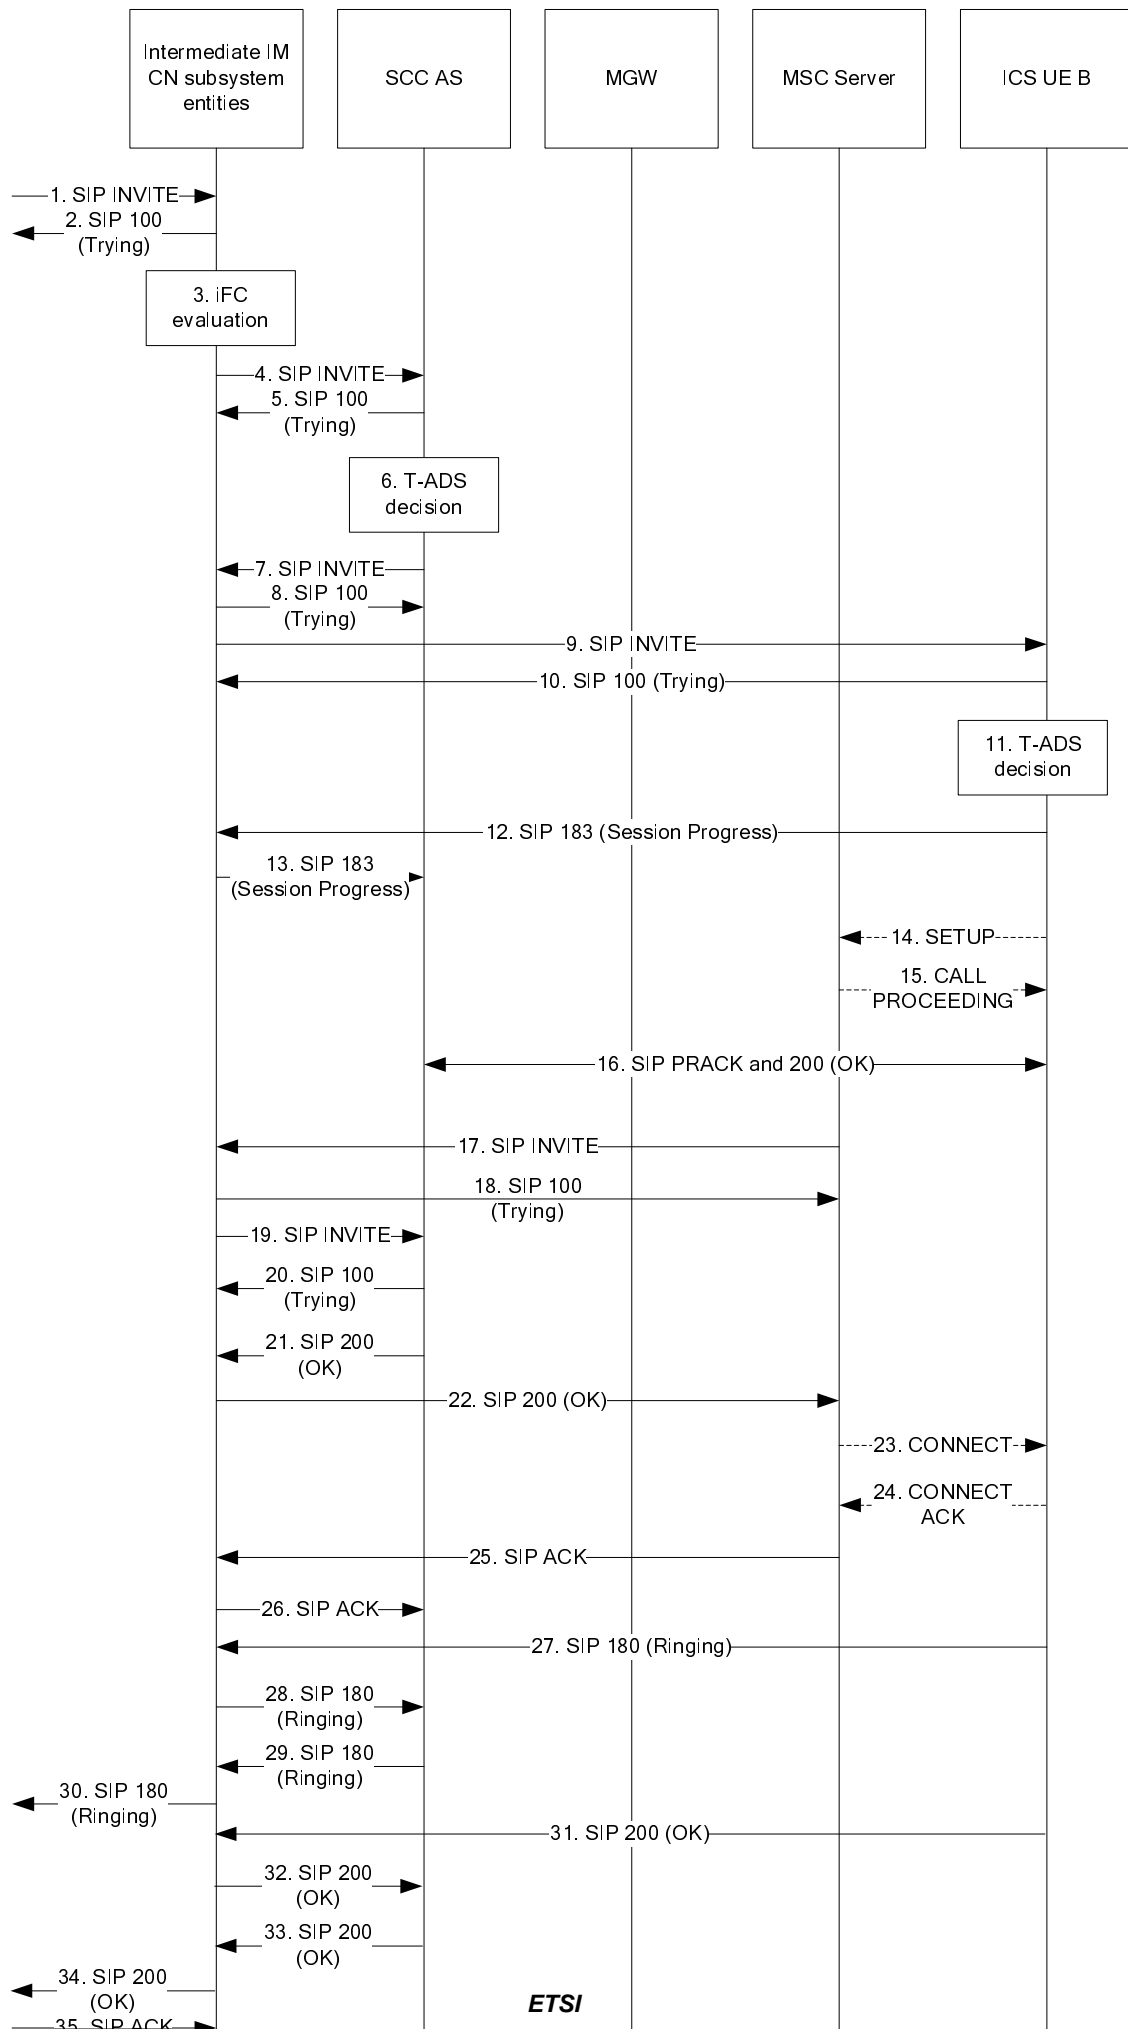 Intermediate IM
CN subsystem
entities
SCC AS
MGW
MSC Server
ICS UE B
1. SIP INVITE
2. SIP 100
(Trying)
3. iFC
evaluation
4. SIP INVITE
5. SIP 100
(Trying)
6. T-ADS
decision
7. SIP INVITE
8. SIP 100
(Trying)
9. SIP INVITE
10. SIP 100 (Trying)
11. T-ADS
decision
12. SIP 183 (Session Progress)
13. SIP 183
(Session Progress)
14. SETUP
15. CALL
PROCEEDING
16. SIP PRACK and 200 (OK)
17. SIP INVITE
18. SIP 100
(Trying)
19. SIP INVITE
20. SIP 100
(Trying)
21. SIP 200
(OK)
22. SIP 200 (OK)
23. CONNECT
24. CONNECT
ACK
25. SIP ACK
26. SIP ACK
27. SIP 180 (Ringing)
28. SIP 180
(Ringing)
29. SIP 180
(Ringing)
30. SIP 180
(Ringing)
31. SIP 200 (OK)
32. SIP 200
(OK)
33. SIP 200
(OK)
34. SIP 200
(OK)
ETSI
35. SIP ACK